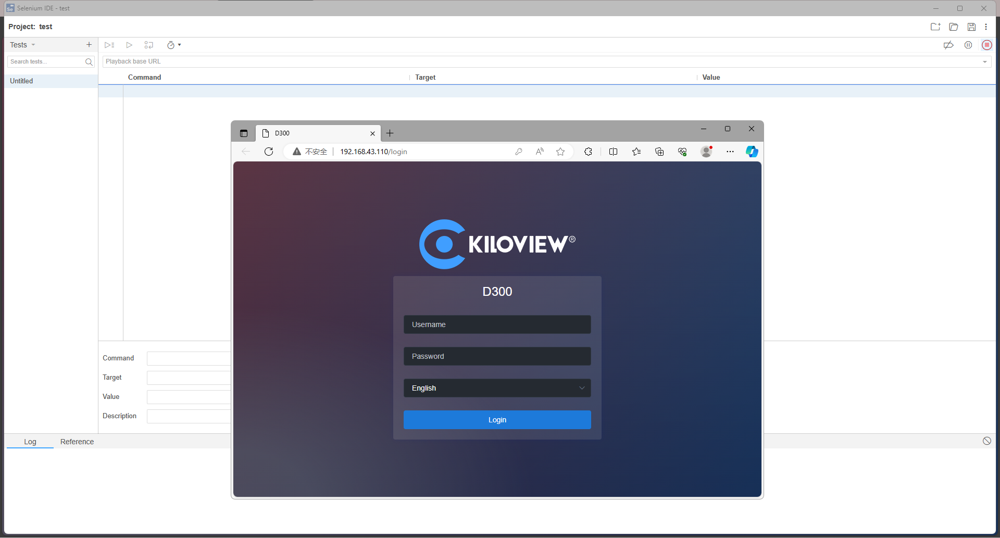 Selenium IDE - test
Project: test
Tests
Search tests...
Playback base URL
Untitled
Command
Target
Value
D300
不安全
192.168.43.110/login
KILOVIEW®
D300
Username
Password
English
Login
Command
Target
Value
Description
Log
Reference